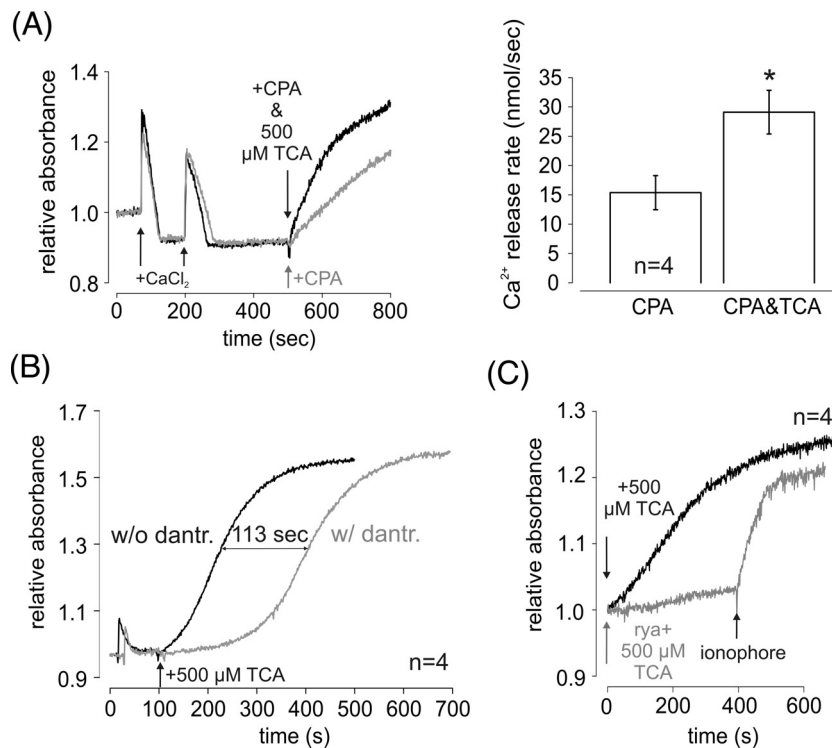 (A)
relative absorbance
1.4
1.2
1.0
0.8
+CPA
&
500
µM TCA
+CaCl₂
+CPA
0 200 400 600 800
time (sec)
Ca²⁺ release rate (nmol/sec)
35
30
25
20
15
10
5
0
*
n=4
CPA CPA&TCA
(B)
relative absorbance
1.7
1.5
1.3
1.1
0.9
w/o dantr.
113 sec
w/ dantr.
+500 µM TCA
n=4
0 100 200 300 400 500 600 700
time (s)
(C)
relative absorbance
1.3
1.2
1.1
1.0
0.9
n=4
+500
µM TCA
rya+
500 µM
TCA
ionophore
0 200 400 600
time (s)